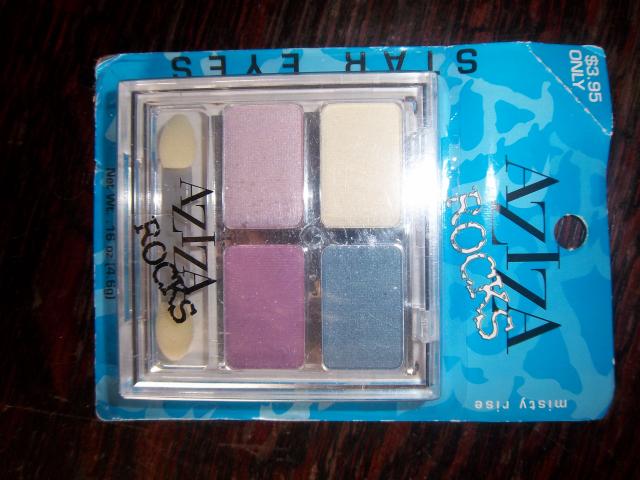 $3.95
ONLY
AZIZA
ROCKS
misty rise
STAR EYES
AZIZA
ROCKS
Net Wt. .16 oz (4.6g)